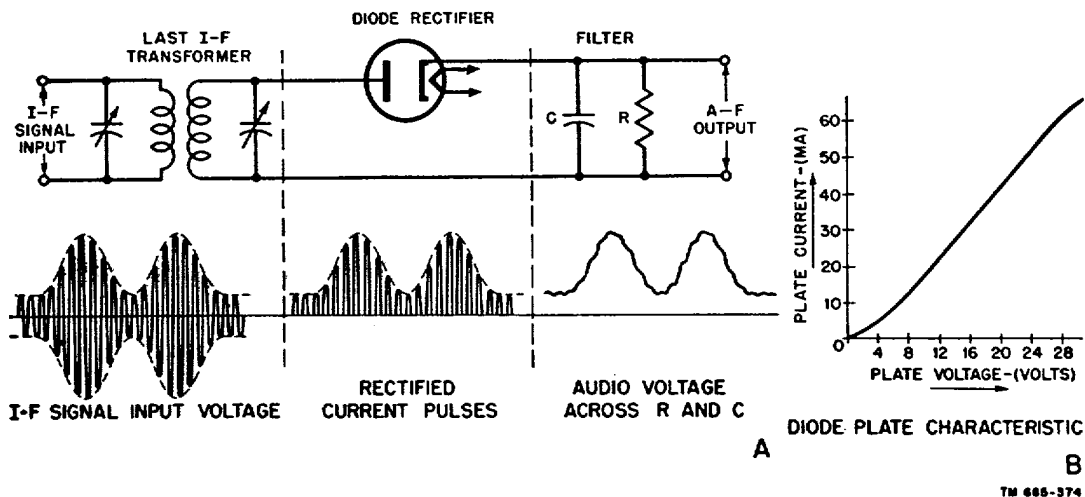 DIODE RECTIFIER
LAST I-F
TRANSFORMER
FILTER
I-F
SIGNAL
INPUT
C
R
A-F
OUTPUT
I-F SIGNAL INPUT VOLTAGE
RECTIFIED
CURRENT PULSES
AUDIO VOLTAGE
ACROSS R AND C
A
PLATE CURRENT-(MA)
60
50
40
30
20
10
0
4 8 12 16 20 24 28
PLATE VOLTAGE-(VOLTS)
DIODE PLATE CHARACTERISTIC
B
TM 665-374